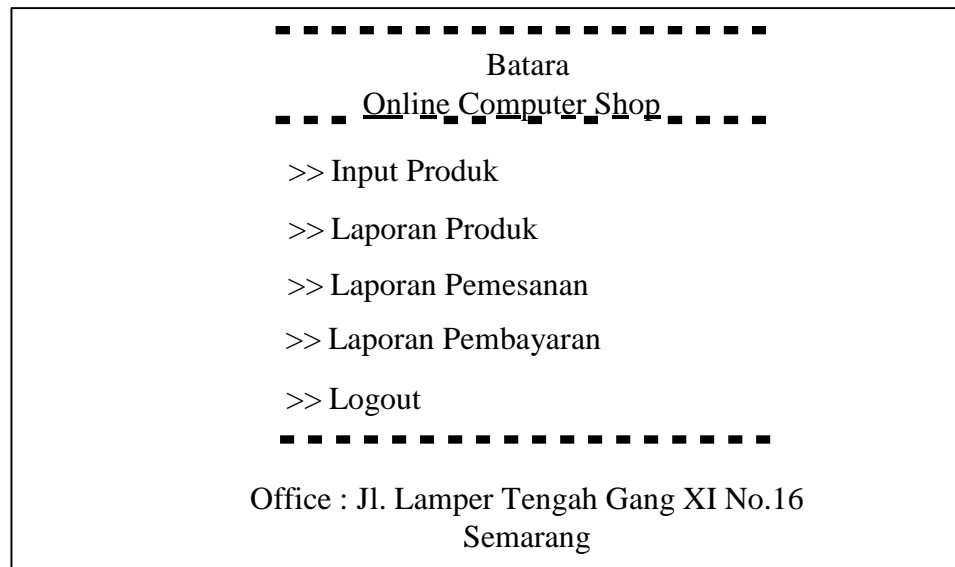 Batara
Online Computer Shop
>> Input Produk
>> Laporan Produk
>> Laporan Pemesanan
>> Laporan Pembayaran
>> Logout
Office : Jl. Lamper Tengah Gang XI No.16
Semarang